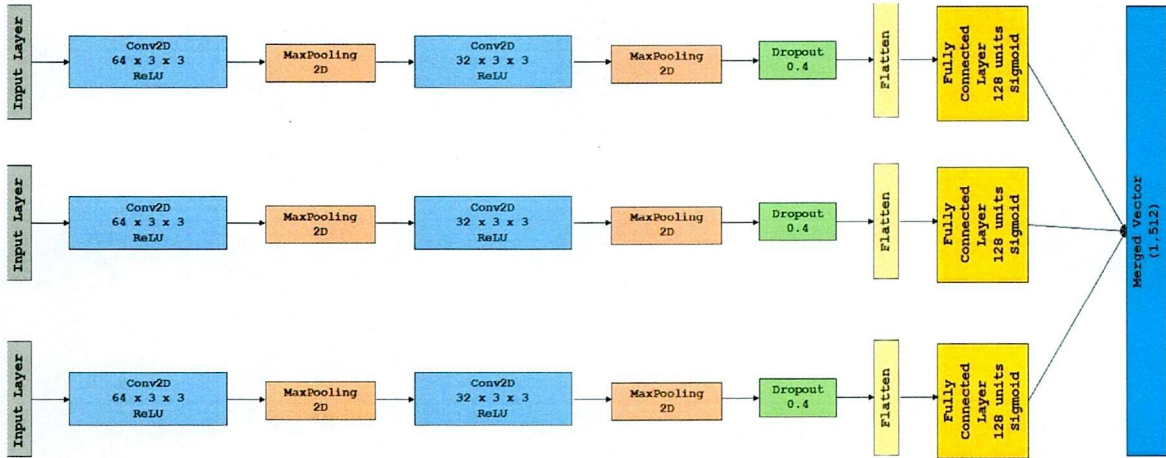 Input Layer
Conv2D
64 x 3 x 3
ReLU
MaxPooling
2D
Conv2D
32 x 3 x 3
ReLU
MaxPooling
2D
Dropout
0.4
Flatten
Fully
Connected
Layer
128 units
Sigmoid
Input Layer
Conv2D
64 x 3 x 3
ReLU
MaxPooling
2D
Conv2D
32 x 3 x 3
ReLU
MaxPooling
2D
Dropout
0.4
Flatten
Fully
Connected
Layer
128 units
Sigmoid
Input Layer
Conv2D
64 x 3 x 3
ReLU
MaxPooling
2D
Conv2D
32 x 3 x 3
ReLU
MaxPooling
2D
Dropout
0.4
Flatten
Fully
Connected
Layer
128 units
Sigmoid
Merged Vector
(1,512)